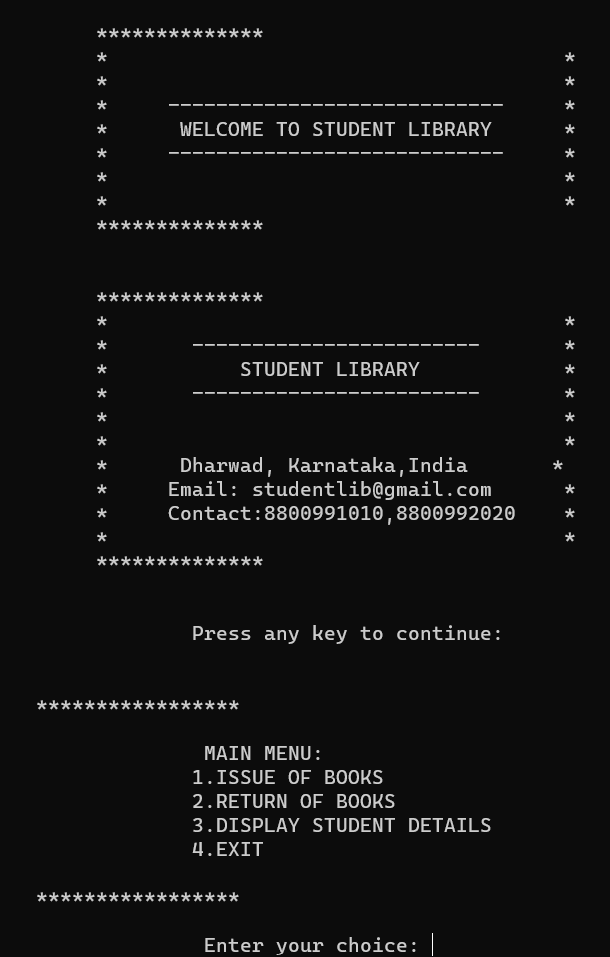 **************
* *
* *
* ---------------------------- *
* WELCOME TO STUDENT LIBRARY *
* ---------------------------- *
* *
* *
**************
**************
* *
* ------------------------ *
* STUDENT LIBRARY *
* ------------------------ *
* *
* *
* Dharwad, Karnataka,India *
* Email: studentlib@gmail.com *
* Contact:8800991010,8800992020 *
* *
**************
Press any key to continue:
*****************
MAIN MENU:
1.ISSUE OF BOOKS
2.RETURN OF BOOKS
3.DISPLAY STUDENT DETAILS
4.EXIT
*****************
Enter your choice: